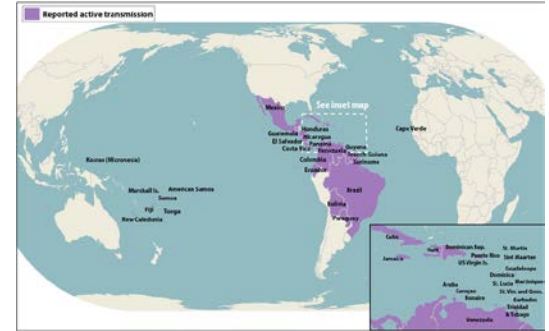 Reported active transmission
See inset map
Mexico
Guatemala
Honduras
Nicaragua
El Salvador
Panama
Costa Rica
Venezuela
Guyana
French Guiana
Suriname
Colombia
Ecuador
Brazil
Bolivia
Paraguay
Cape Verde
Kosrae (Micronesia)
Marshall Is.
American Samoa
Samoa
Fiji
Tonga
New Caledonia
Cuba
Jamaica
Haiti
Dominican Rep.
Puerto Rico
US Virgin Is.
St. Martin
Sint Maarten
Guadeloupe
Dominica
Martinique
St. Lucia
St. Vin. and Gren.
Barbados
Aruba
Curaçao
Bonaire
Trinidad
& Tobago
Venezuela